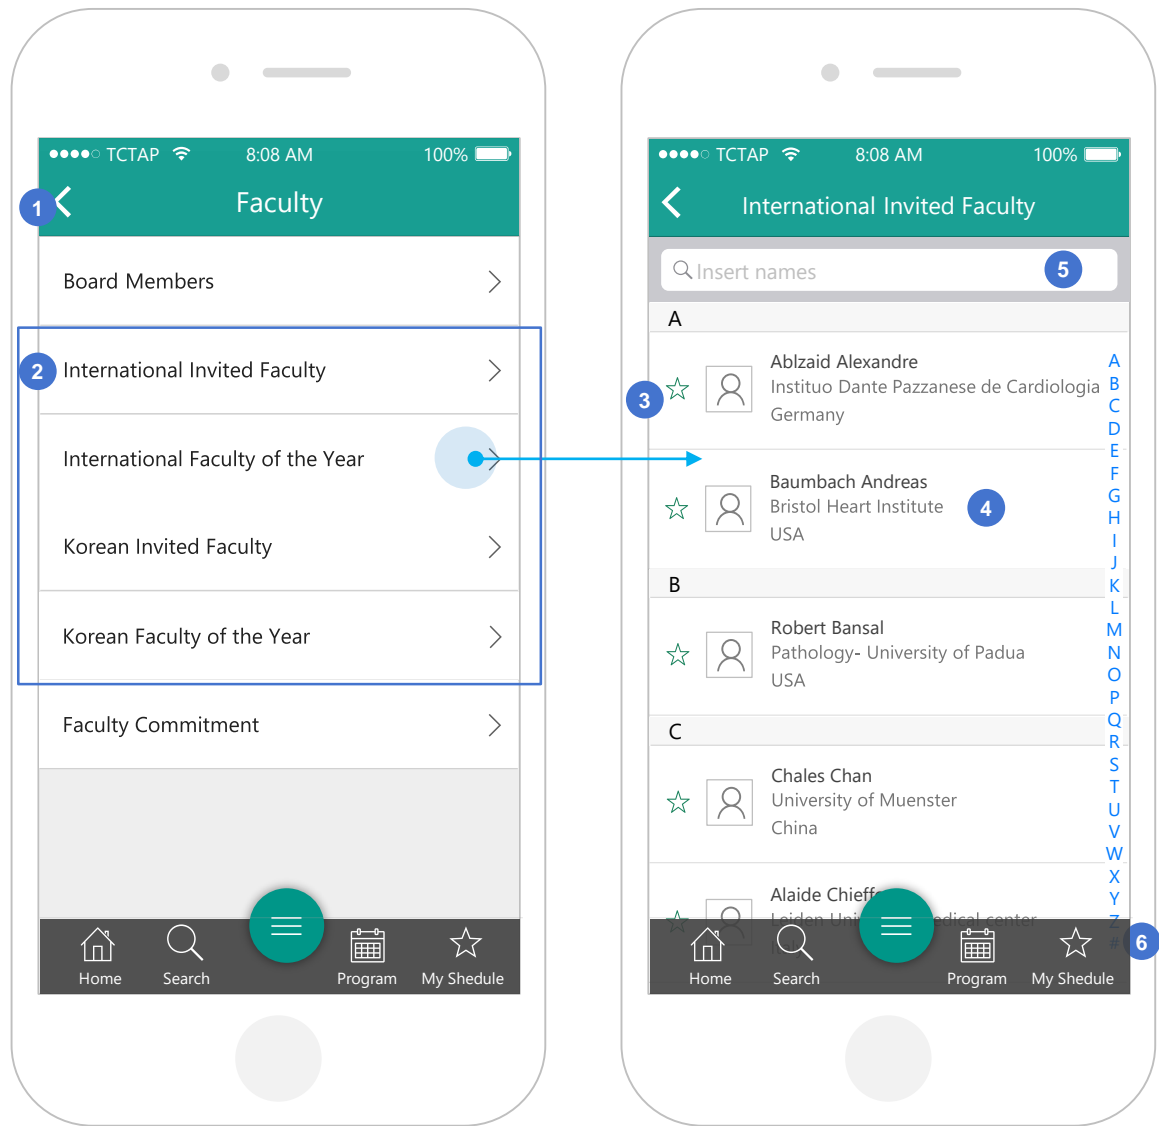 TCTAP 8:08 AM 100%
1 Faculty
Board Members
2 International Invited Faculty
International Faculty of the Year
Korean Invited Faculty
Korean Faculty of the Year
Faculty Commitment
Home Search Program My Shedule
TCTAP 8:08 AM 100%
International Invited Faculty
Insert names 5
A
Ablzaid Alexandre
3 Instituo Dante Pazzanese de Cardiologia
Germany
Baumbach Andreas
Bristol Heart Institute 4
USA
B
Robert Bansal
Pathology- University of Padua
USA
C
Chales Chan
University of Muenster
China
Alaide Chieff
Leiden Uni edical center
A
B
C
D
E
F
G
H
I
J
K
L
M
N
O
P
Q
R
S
T
U
V
W
X
Y
Z
# 6
Home Search Program My Shedule